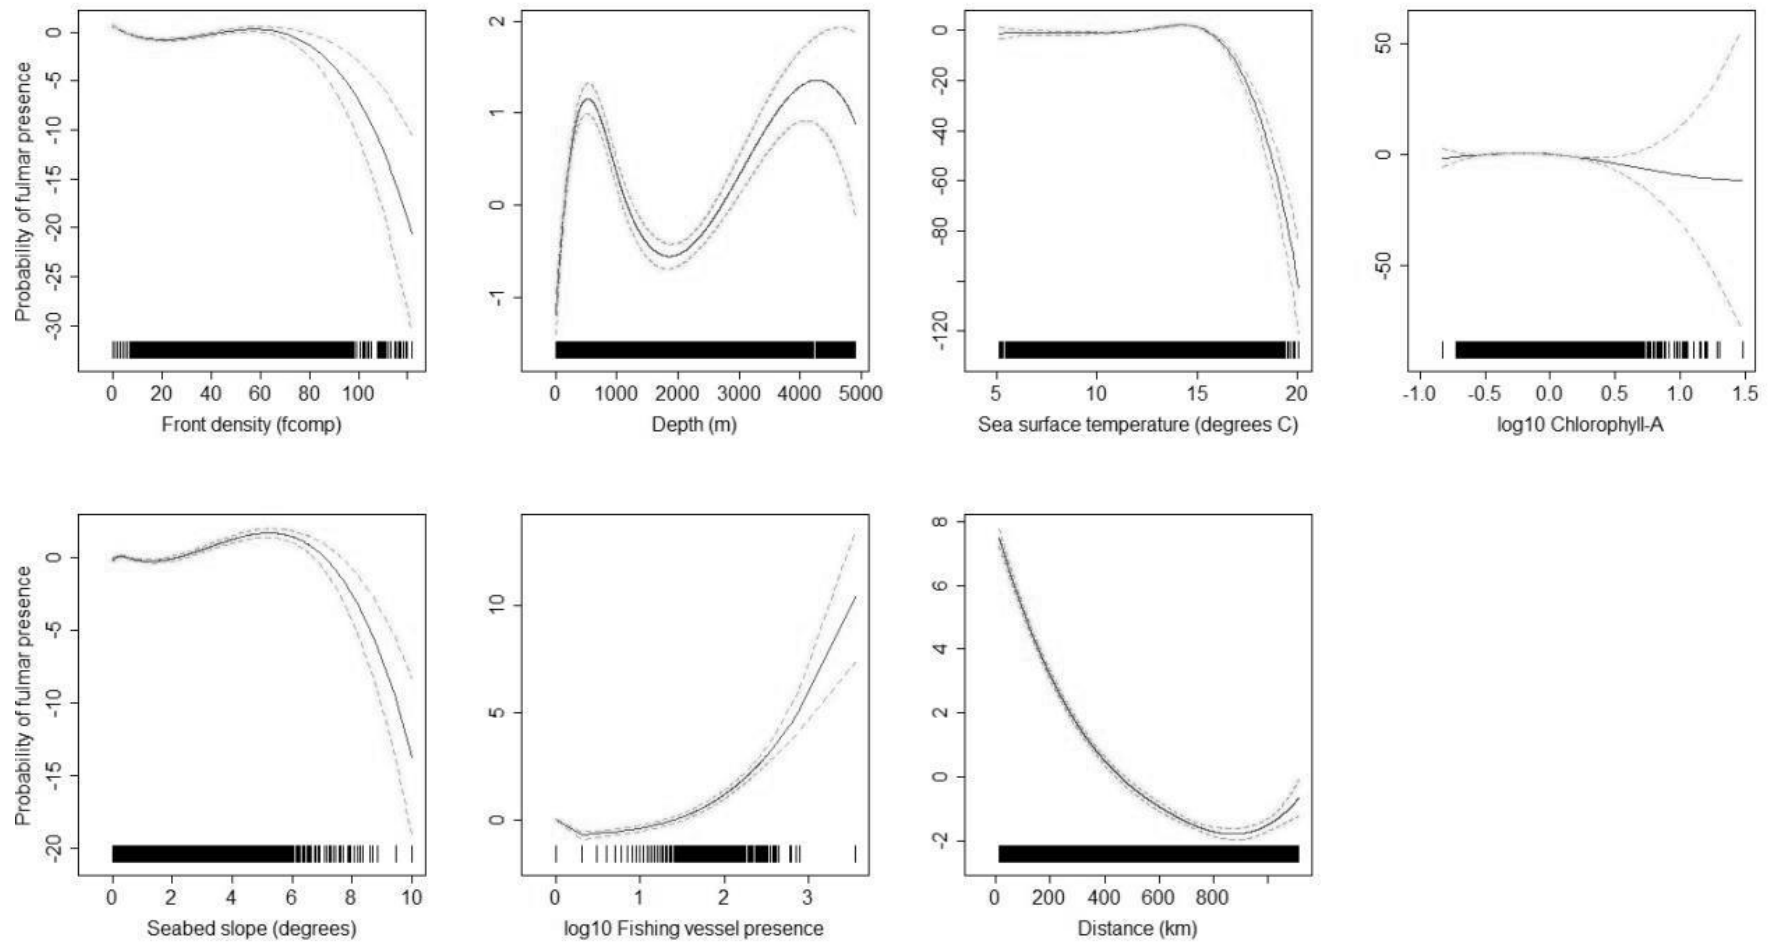 Probability of fulmar presence
0
-5
-10
-15
-20
-25
-30
0 20 40 60 80 100
Front density (fcomp)
2
1
0
-1
0 1000 2000 3000 4000 5000
Depth (m)
0
-20
-40
-60
-80
-120
5 10 15 20
Sea surface temperature (degrees C)
50
0
-50
-1.0 -0.5 0.0 0.5 1.0 1.5
log10 Chlorophyll-A
Probability of fulmar presence
0
-5
-10
-15
-20
0 2 4 6 8 10
Seabed slope (degrees)
10
5
0
0 1 2 3
log10 Fishing vessel presence
8
6
4
2
0
-2
0 200 400 600 800
Distance (km)